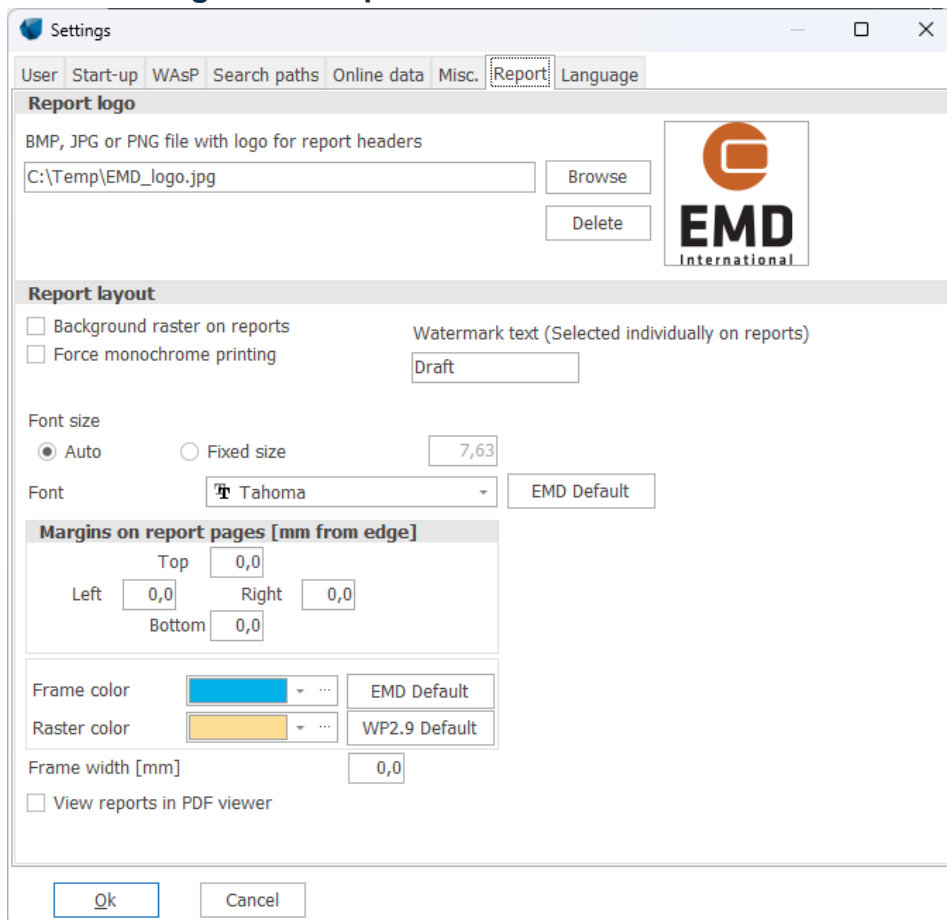 Settings
User Start-up WAsP Search paths Online data Misc. Report Language
Report logo
BMP, JPG or PNG file with logo for report headers
C:\Temp\EMD_logo.jpg
Browse
Delete
EMD
International
Report layout
Background raster on reports
Force monochrome printing
Watermark text (Selected individually on reports)
Draft
Font size
Auto
Fixed size
7,63
Font
Tahoma
EMD Default
Margins on report pages [mm from edge]
Top 0,0
Left 0,0 Right 0,0
Bottom 0,0
Frame color
EMD Default
Raster color
WP2.9 Default
Frame width [mm]
0,0
View reports in PDF viewer
Ok
Cancel